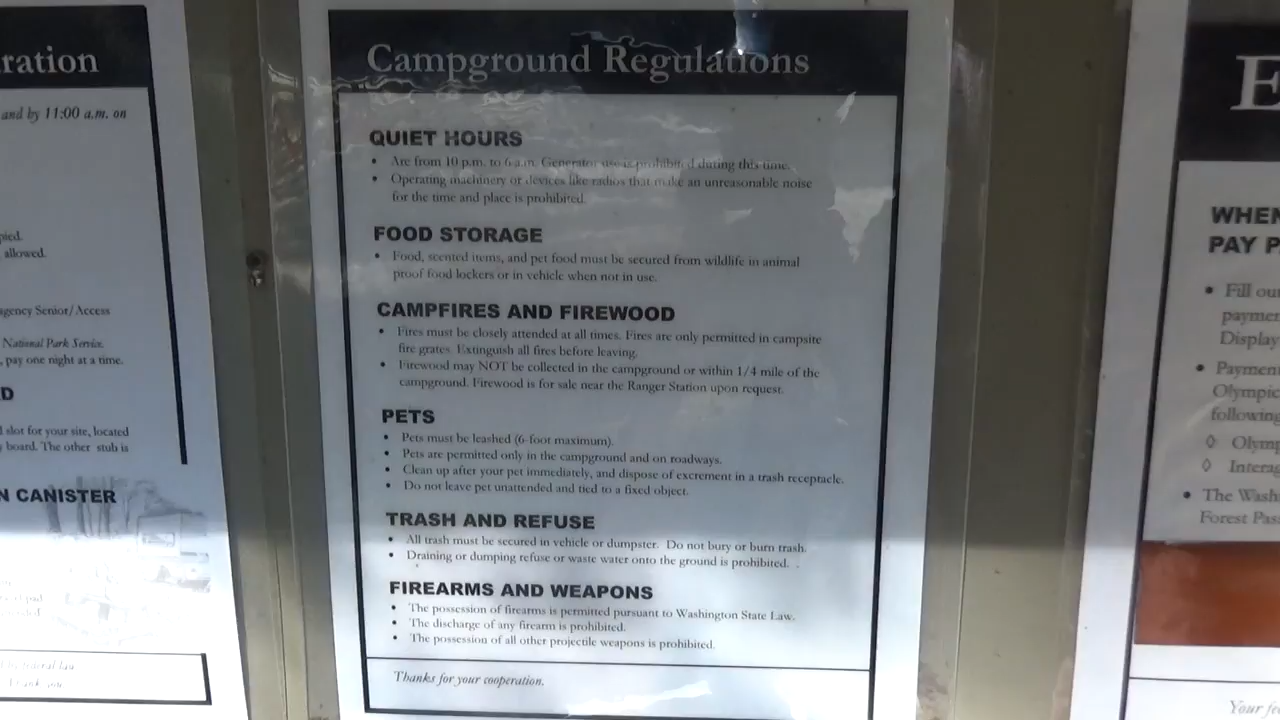 ration
and by 11:00 a.m. on
allowed.
Senior/Access
National Park Service.
, pay one night at a time.
D
slot for your site, located
board. The other stub is
N CANISTER
by federal law
Campground Regulations
QUIET HOURS
• Are from 10 p.m. to 6 a.m. Generator use is prohibited during this time.
• Operating machinery or devices like radios that make an unreasonable noise
for the time and place is prohibited.
FOOD STORAGE
• Food, scented items, and pet food must be secured from wildlife in animal
proof food lockers or in vehicle when not in use.
CAMPFIRES AND FIREWOOD
• Fires must be closely attended at all times. Fires are only permitted in campsite
fire grates. Extinguish all fires before leaving.
• Firewood may NOT be collected in the campground or within 1/4 mile of the
campground. Firewood is for sale near the Ranger Station upon request.
PETS
• Pets must be leashed (6-foot maximum).
• Pets are permitted only in the campground and on roadways.
• Clean up after your pet immediately, and dispose of excrement in a trash receptacle.
• Do not leave pet unattended and tied to a fixed object.
TRASH AND REFUSE
• All trash must be secured in vehicle or dumpster. Do not bury or burn trash.
• Draining or dumping refuse or waste water onto the ground is prohibited.
FIREARMS AND WEAPONS
• The possession of firearms is permitted pursuant to Washington State Law.
• The discharge of any firearm is prohibited.
• The possession of all other projectile weapons is prohibited.
Thanks for your cooperation.
E
WHEN
PAY P
• Fill ou
paymen
Display
• Payment
Olympic
following
◊ Olymp
◊ Interag
• The Wash
Forest Pas
Your fe